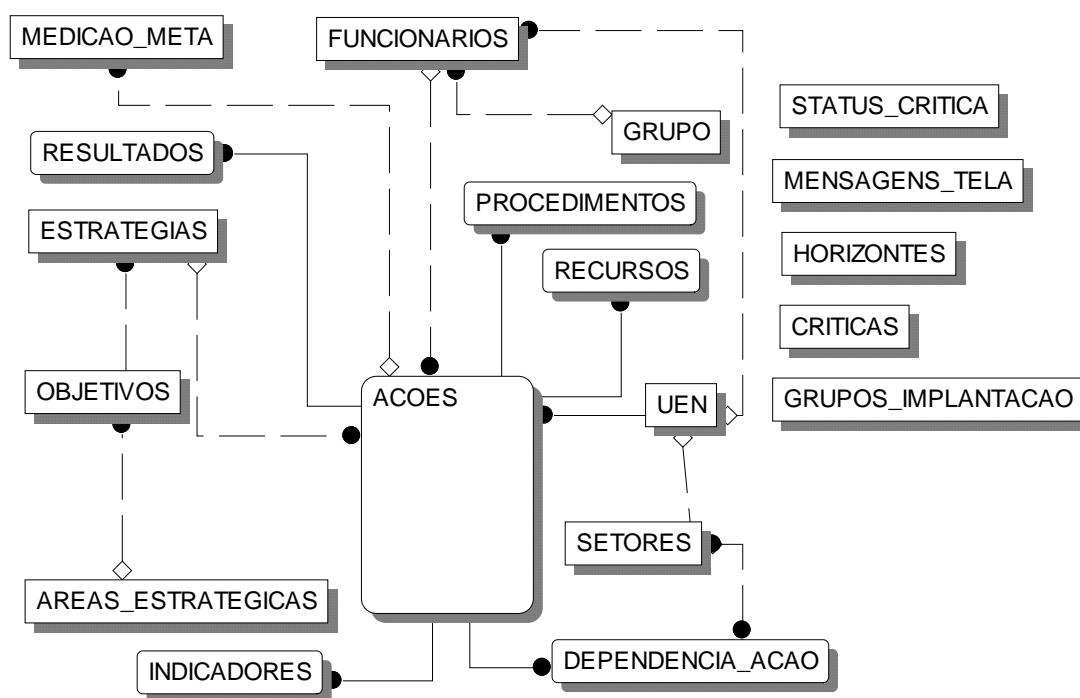 MEDICAO_META
FUNCIONARIOS
STATUS_CRITICA
GRUPO
RESULTADOS
MENSAGENS_TELA
PROCEDIMENTOS
ESTRATEGIAS
HORIZONTES
RECURSOS
CRITICAS
OBJETIVOS
ACOES
UEN
GRUPOS_IMPLANTACAO
SETORES
AREAS_ESTRATEGICAS
INDICADORES
DEPENDENCIA_ACAO